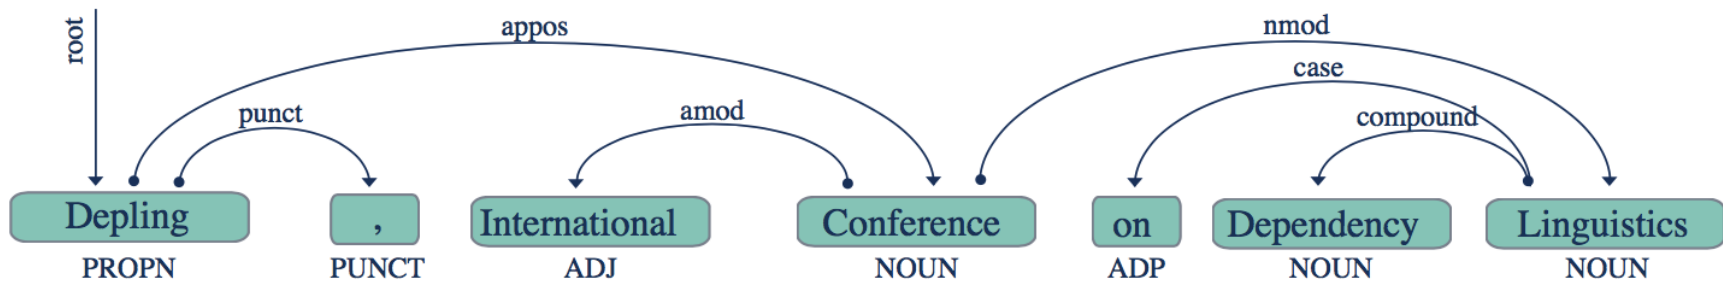 root
appos
nmod
case
punct
amod
compound
Depling , International Conference on Dependency Linguistics
PROPN PUNCT ADJ NOUN ADP NOUN NOUN